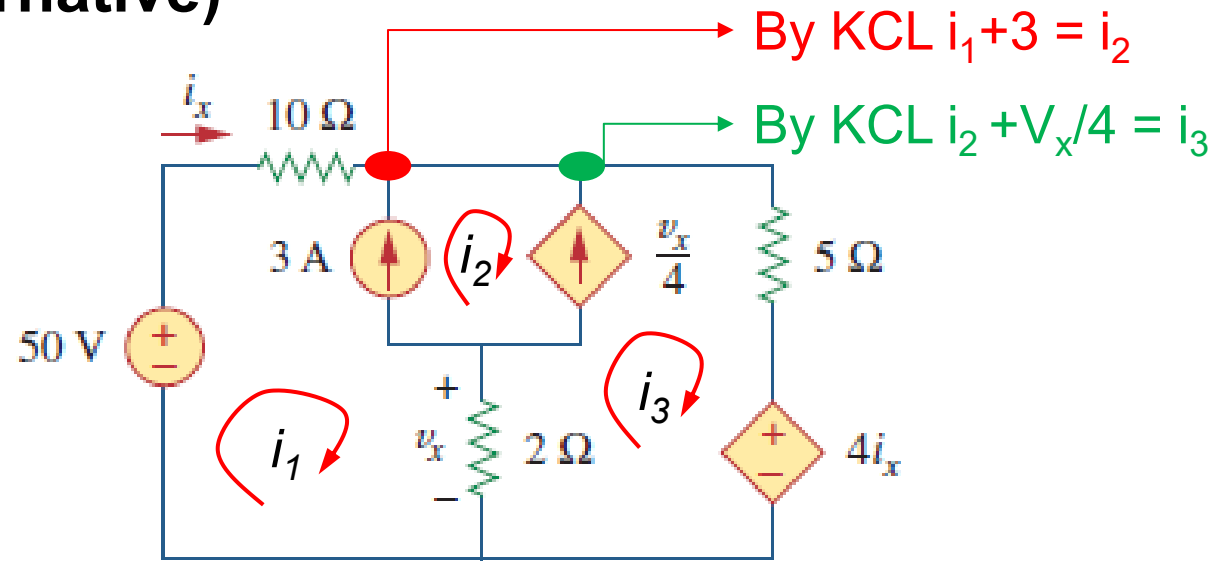 rnative)
By KCL i₁+3 = i₂
iₓ
10 Ω
By KCL i₂ +Vₓ/4 = i₃
3 A
i₂
vₓ
4
5 Ω
50 V
+
−
i₁
+
vₓ
−
2 Ω
i₃
+
−
4iₓ